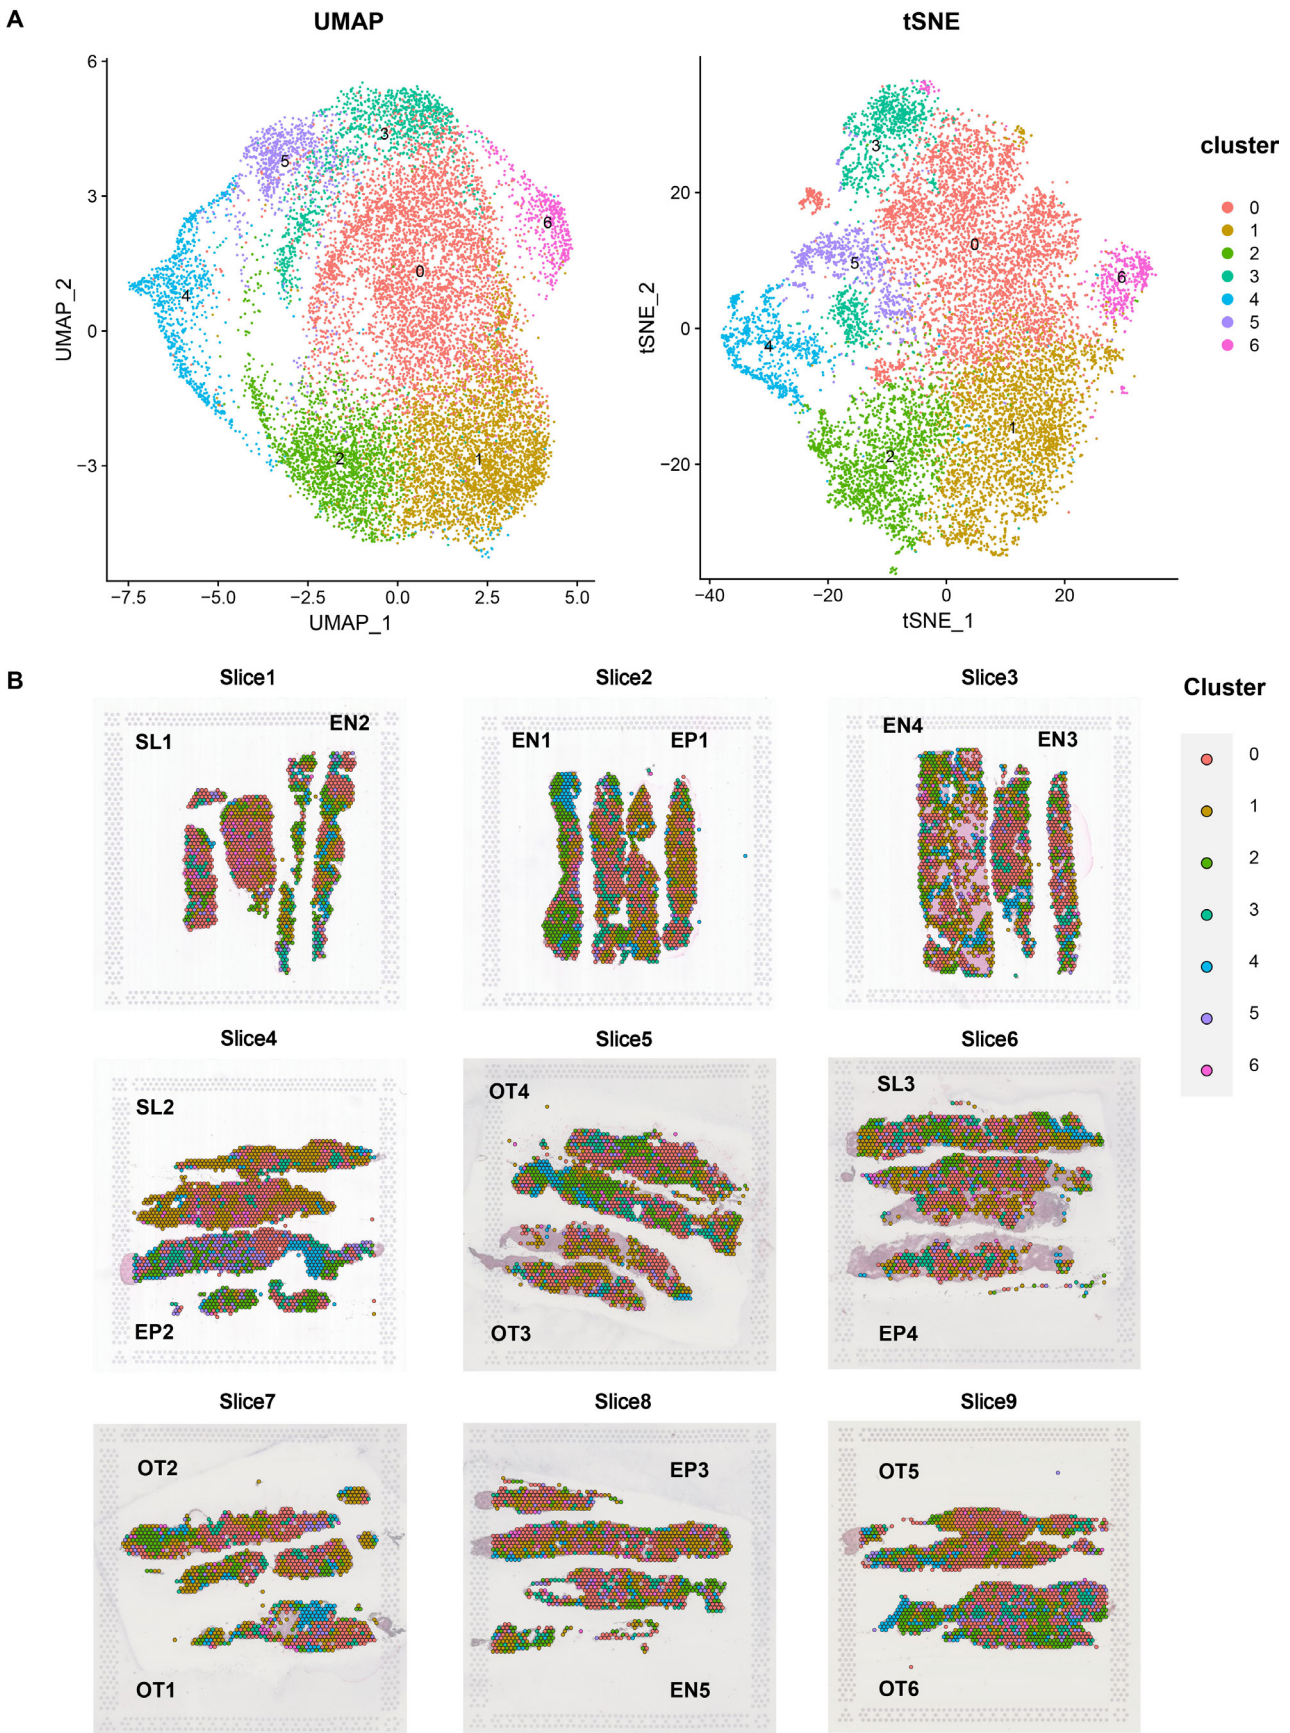 A
UMAP
tSNE
6
3
0
−3
UMAP_2
−7.5
−5.0
−2.5
0.0
2.5
5.0
UMAP_1
3
5
6
4
0
2
1
20
0
−20
tSNE_2
−40
−20
0
20
tSNE_1
3
0
5
6
4
1
2
cluster
0
1
2
3
4
5
6
B
Slice1
Slice2
Slice3
SL1
EN2
EN1
EP1
EN4
EN3
Cluster
0
1
2
3
4
5
6
Slice4
Slice5
Slice6
SL2
EP2
OT4
OT3
SL3
EP4
Slice7
Slice8
Slice9
OT2
OT1
EP3
EN5
OT5
OT6